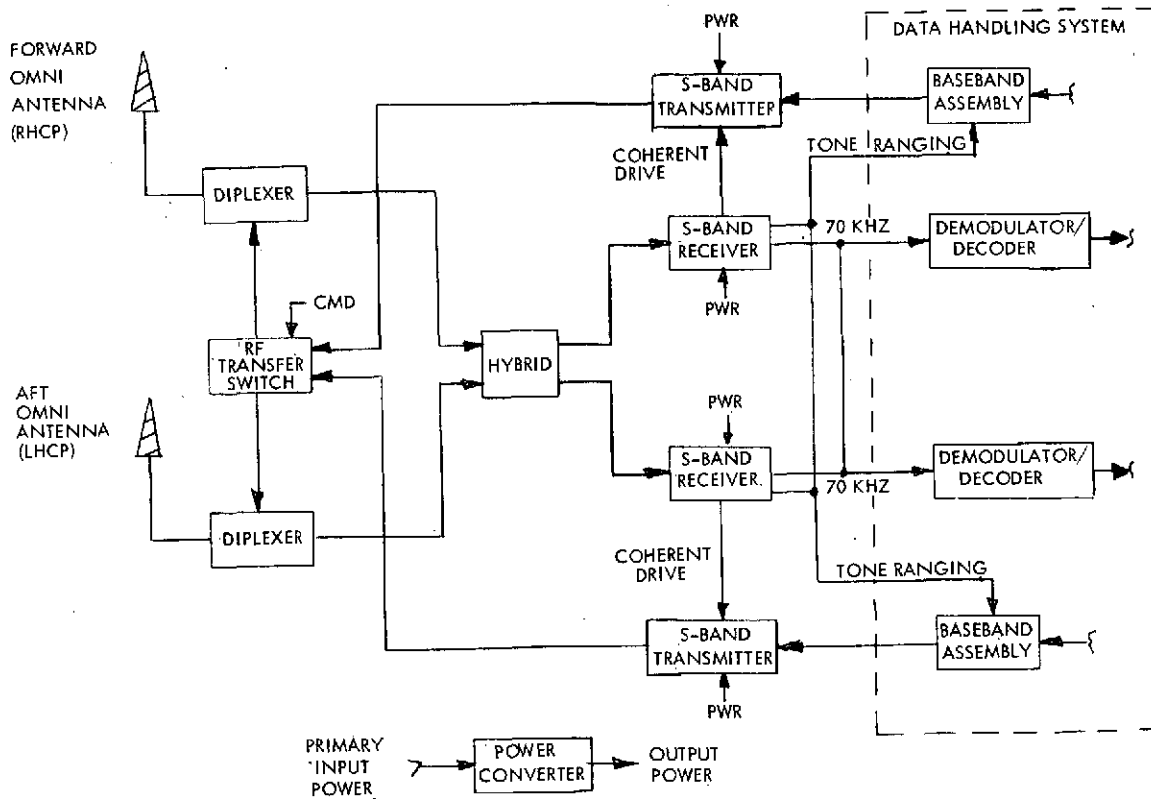 FORWARD
OMNI
ANTENNA
(RHCP)
DIPLEXER
CMD
RF
TRANSFER
SWITCH
AFT
OMNI
ANTENNA
(LHCP)
DIPLEXER
HYBRID
PWR
S-BAND
TRANSMITTER
COHERENT
DRIVE
S-BAND
RECEIVER
PWR
PWR
S-BAND
RECEIVER.
COHERENT
DRIVE
S-BAND
TRANSMITTER
PWR
DATA HANDLING SYSTEM
BASEBAND
ASSEMBLY
TONE RANGING
70 KHZ
DEMODULATOR/
DECODER
DEMODULATOR/
DECODER
70 KHZ
TONE RANGING
BASEBAND
ASSEMBLY
PRIMARY
INPUT
POWER
POWER
CONVERTER
OUTPUT
POWER